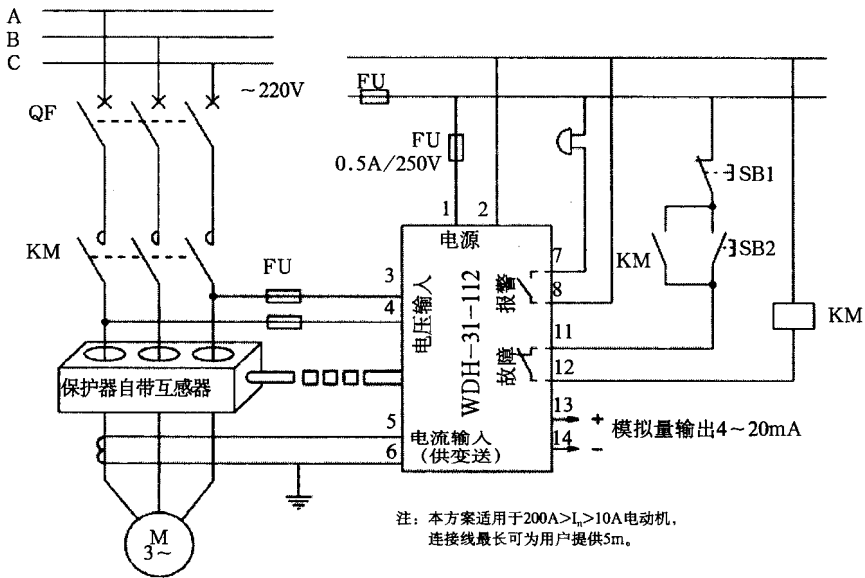 A
B
C
~220V
QF
FU
FU
0.5A/250V
SB1
SB2
KM
KM
KM
FU
1
2
电源
3
4
电压输入
WDH-31-112
报警
7
8
故障
11
12
13
14
+
-
模拟量输出4~20mA
保护器自带互感器
5
6
电流输入
(供变送)
M
3~
注：本方案适用于200A>In>10A电动机，
连接线最长可为用户提供5m。